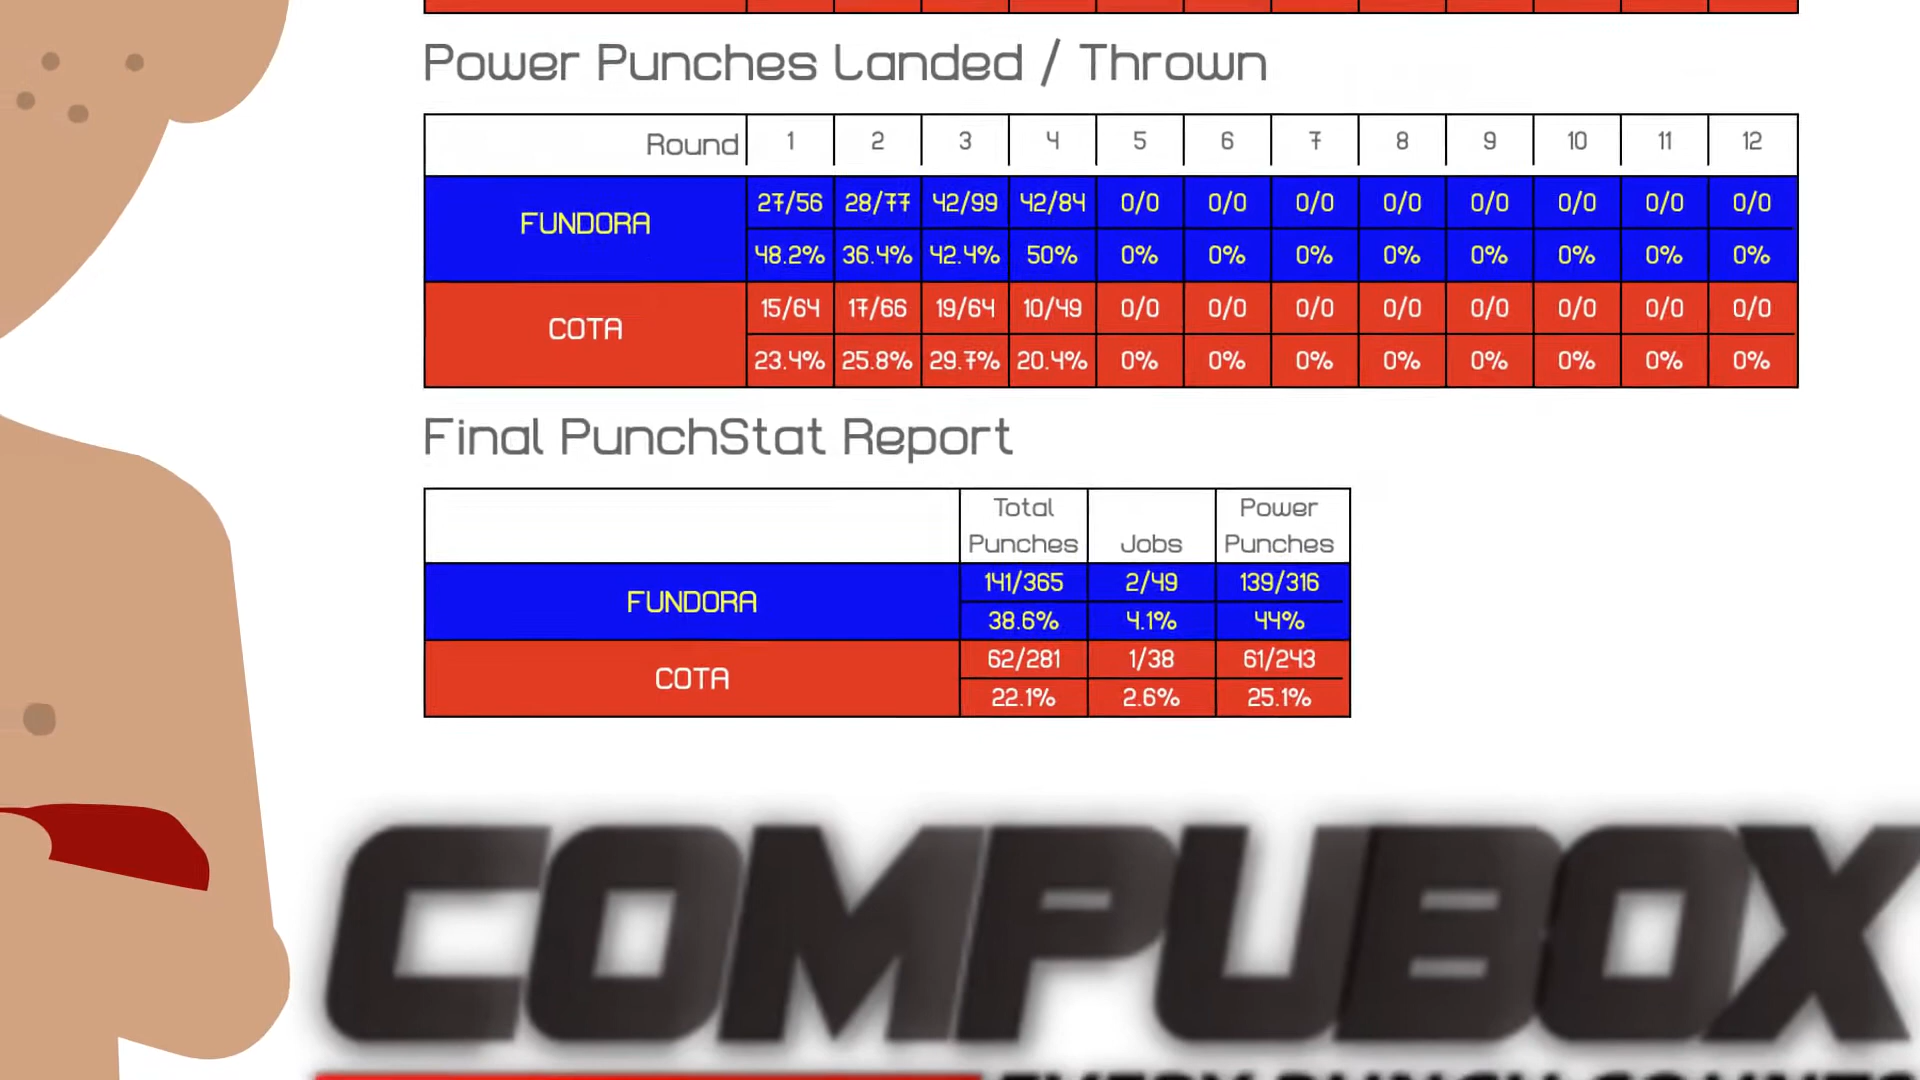 Power Punches Landed / Thrown
Round 1 2 3 4 5 6 7 8 9 10 11 12
FUNDORA 27/56 28/77 42/99 42/84 0/0 0/0 0/0 0/0 0/0 0/0 0/0 0/0
48.2% 36.4% 42.4% 50% 0% 0% 0% 0% 0% 0% 0% 0%
COTA 15/64 17/66 19/64 10/49 0/0 0/0 0/0 0/0 0/0 0/0 0/0 0/0
23.4% 25.8% 29.7% 20.4% 0% 0% 0% 0% 0% 0% 0% 0%
Final PunchStat Report
Total Punches Jabs Power Punches
FUNDORA 141/365 2/49 139/316
38.6% 4.1% 44%
COTA 62/281 1/38 61/243
22.1% 2.6% 25.1%
COMPUBOX